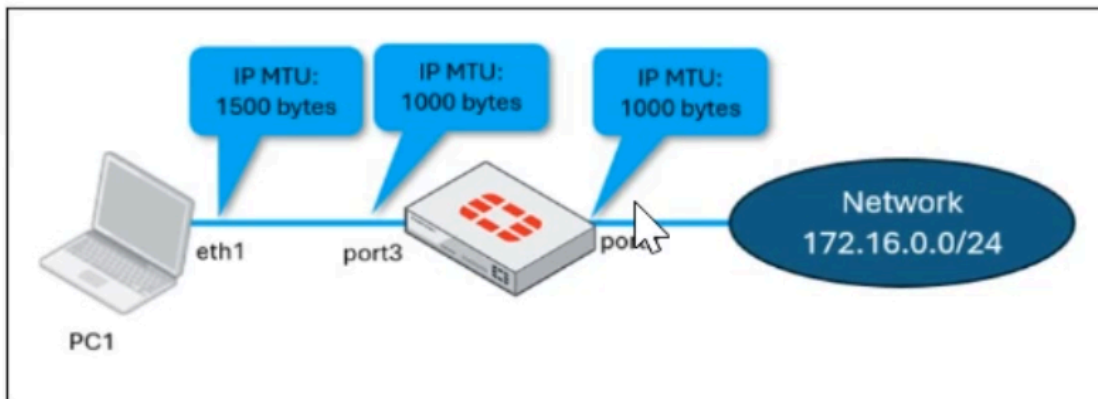 IP MTU:
1500 bytes
IP MTU:
1000 bytes
IP MTU:
1000 bytes
eth1
port3
Network
172.16.0.0/24
PC1